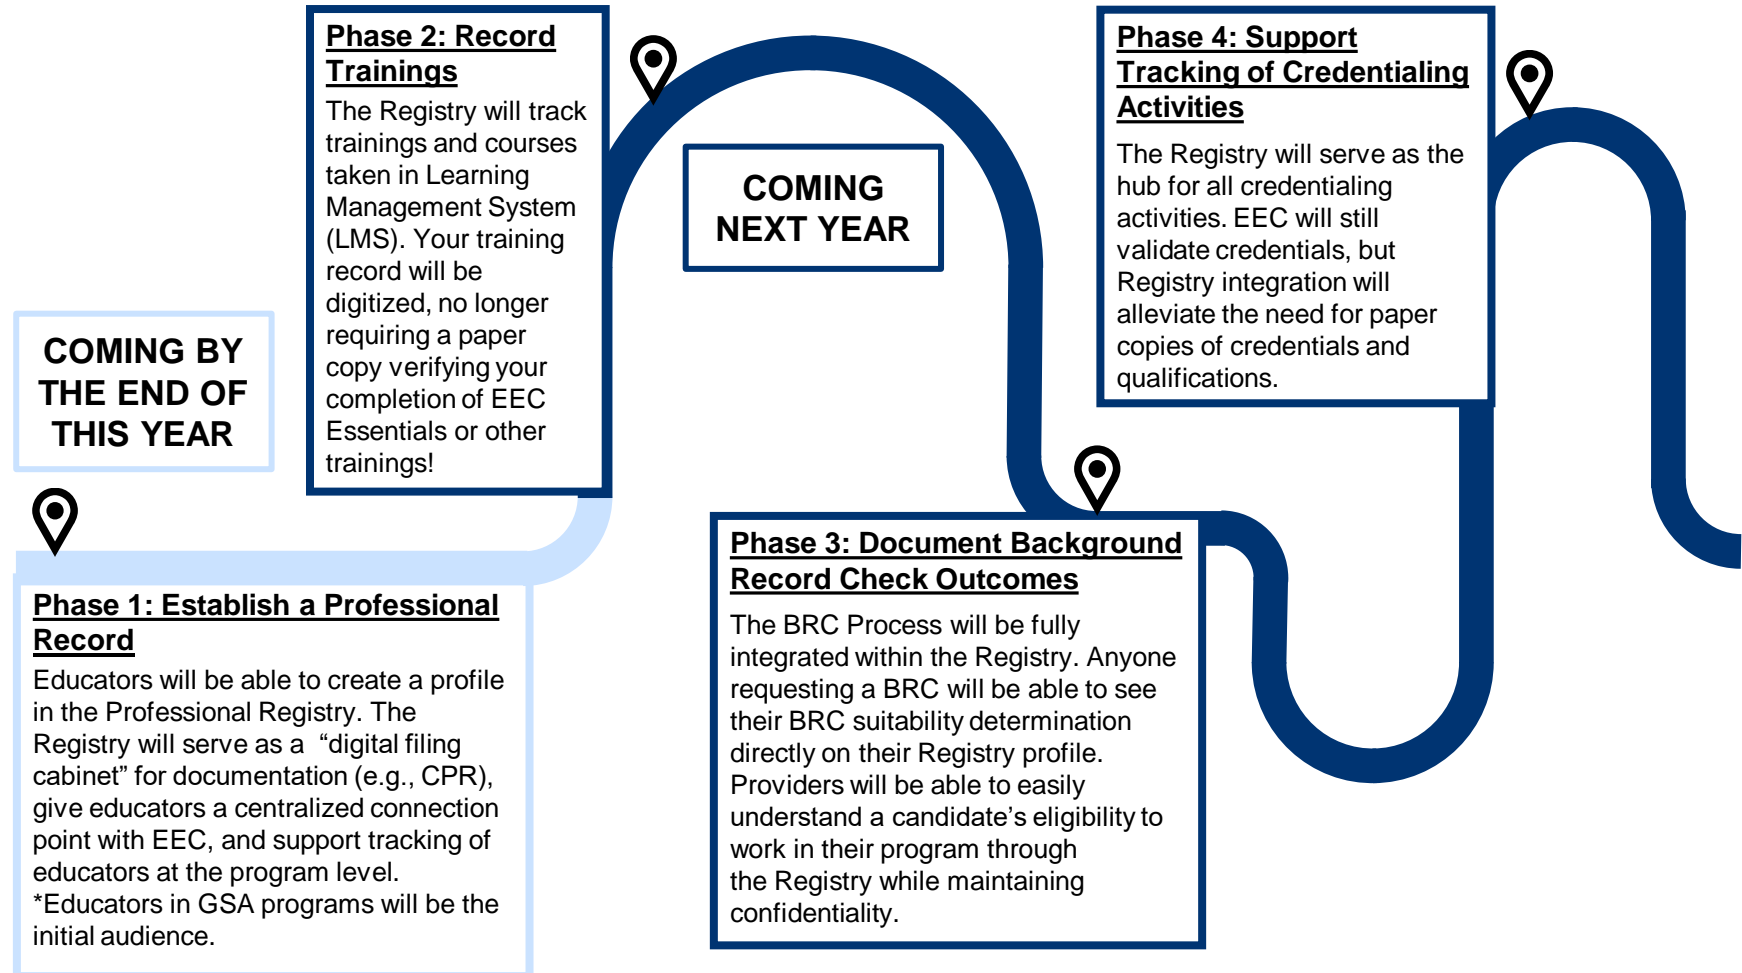 COMING BY
THE END OF
THIS YEAR
Phase 1: Establish a Professional
Record
Educators will be able to create a profile
in the Professional Registry. The
Registry will serve as a “digital filing
cabinet” for documentation (e.g., CPR),
give educators a centralized connection
point with EEC, and support tracking of
educators at the program level.
*Educators in GSA programs will be the
initial audience.
Phase 2: Record
Trainings
The Registry will track
trainings and courses
taken in Learning
Management System
(LMS). Your training
record will be
digitized, no longer
requiring a paper
copy verifying your
completion of EEC
Essentials or other
trainings!
COMING
NEXT YEAR
Phase 3: Document Background
Record Check Outcomes
The BRC Process will be fully
integrated within the Registry. Anyone
requesting a BRC will be able to see
their BRC suitability determination
directly on their Registry profile.
Providers will be able to easily
understand a candidate’s eligibility to
work in their program through
the Registry while maintaining
confidentiality.
Phase 4: Support
Tracking of Credentialing
Activities
The Registry will serve as the
hub for all credentialing
activities. EEC will still
validate credentials, but
Registry integration will
alleviate the need for paper
copies of credentials and
qualifications.